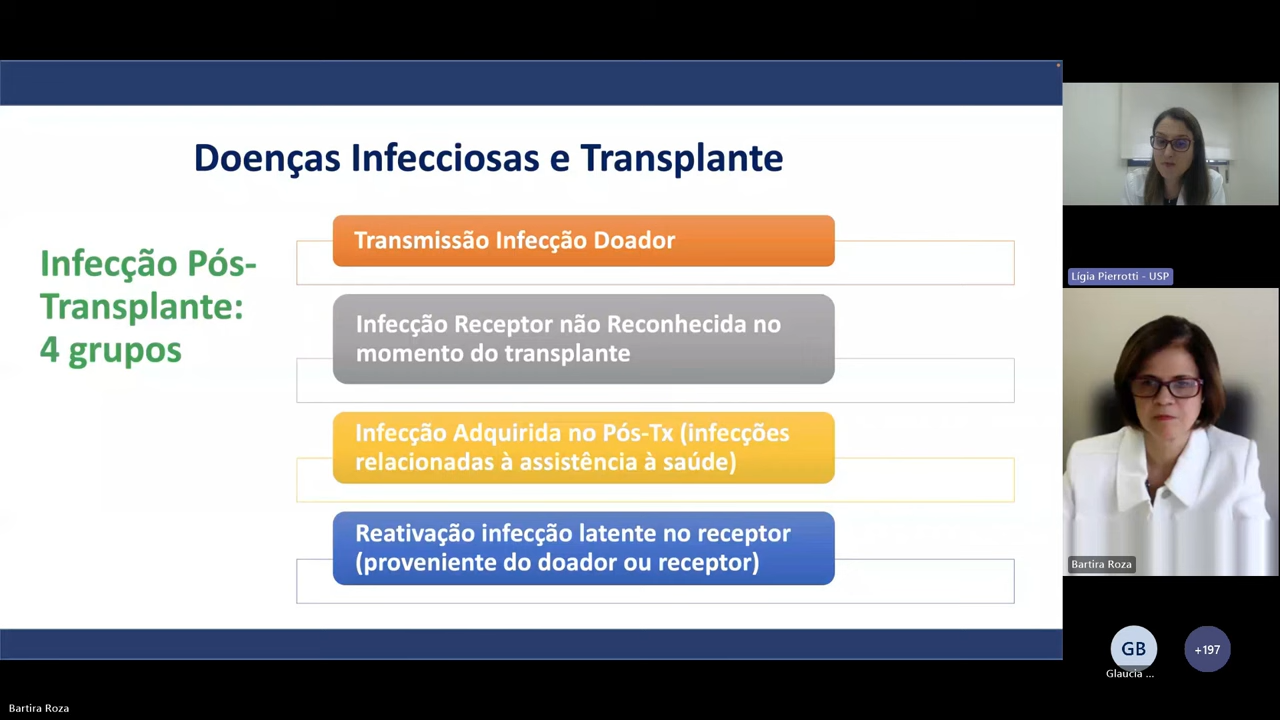 Doenças Infecciosas e Transplante
Infecção Pós-
Transplante:
4 grupos
Transmissão Infecção Doador
Infecção Receptor não Reconhecida no
momento do transplante
Infecção Adquirida no Pós-Tx (infecções
relacionadas à assistência à saúde)
Reativação infecção latente no receptor
(proveniente do doador ou receptor)
Lígia Pierrotti - USP
Bartira Roza
GB
+197
Glaucia ...
Bartira Roza